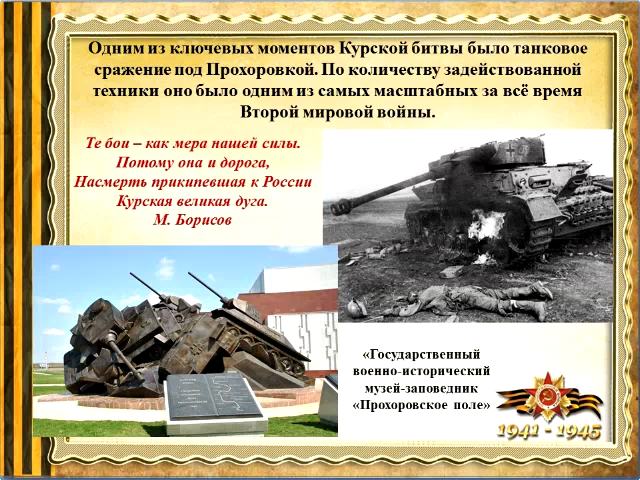 Одним из ключевых моментов Курской битвы было танковое
сражение под Прохоровкой. По количеству задействованной
техники оно было одним из самых масштабных за всё время
Второй мировой войны.
Те бои – как мера нашей силы.
Потому она и дорога,
Насмерть прикипевшая к России
Курская великая дуга.
М. Борисов
«Государственный
военно-исторический
музей-заповедник
«Прохоровское поле»
1941 - 1945